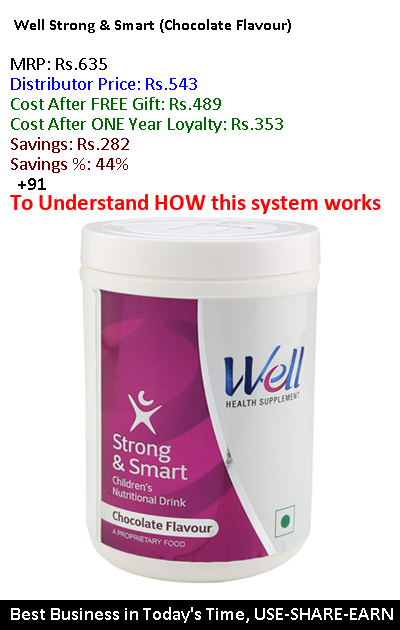 Well Strong & Smart (Chocolate Flavour)
MRP: Rs.635
Distributor Price: Rs.543
Cost After FREE Gift: Rs.489
Cost After ONE Year Loyalty: Rs.353
Savings: Rs.282
Savings %: 44%
+91
To Understand HOW this system works
Well
HEALTH SUPPLEMENT
Strong
& Smart
Children's
Nutritional Drink
Chocolate Flavour
A PROPRIETARY FOOD
Best Business in Today's Time, USE-SHARE-EARN